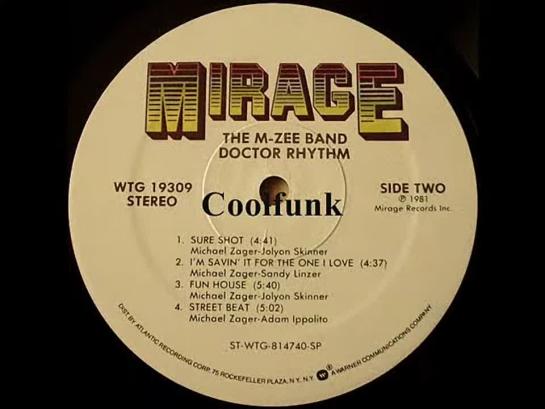 MIRAGE
THE M-ZEE BAND
DOCTOR RHYTHM
WTG 19309
STEREO
SIDE TWO
℗ 1981
Mirage Records Inc.
Coolfunk
1. SURE SHOT (4:41)
Michael Zager-Jolyon Skinner
2. I'M SAVIN' IT FOR THE ONE I LOVE (4:37)
Michael Zager-Sandy Linzer
3. FUN HOUSE (5:40)
Michael Zager-Jolyon Skinner
4. STREET BEAT (5:02)
Michael Zager-Adam Ippolito
ST-WTG-814740-SP
DIST. BY ATLANTIC RECORDING CORP. 75 ROCKEFELLER PLAZA, N.Y., N.Y. W ® A WARNER COMMUNICATIONS COMPANY